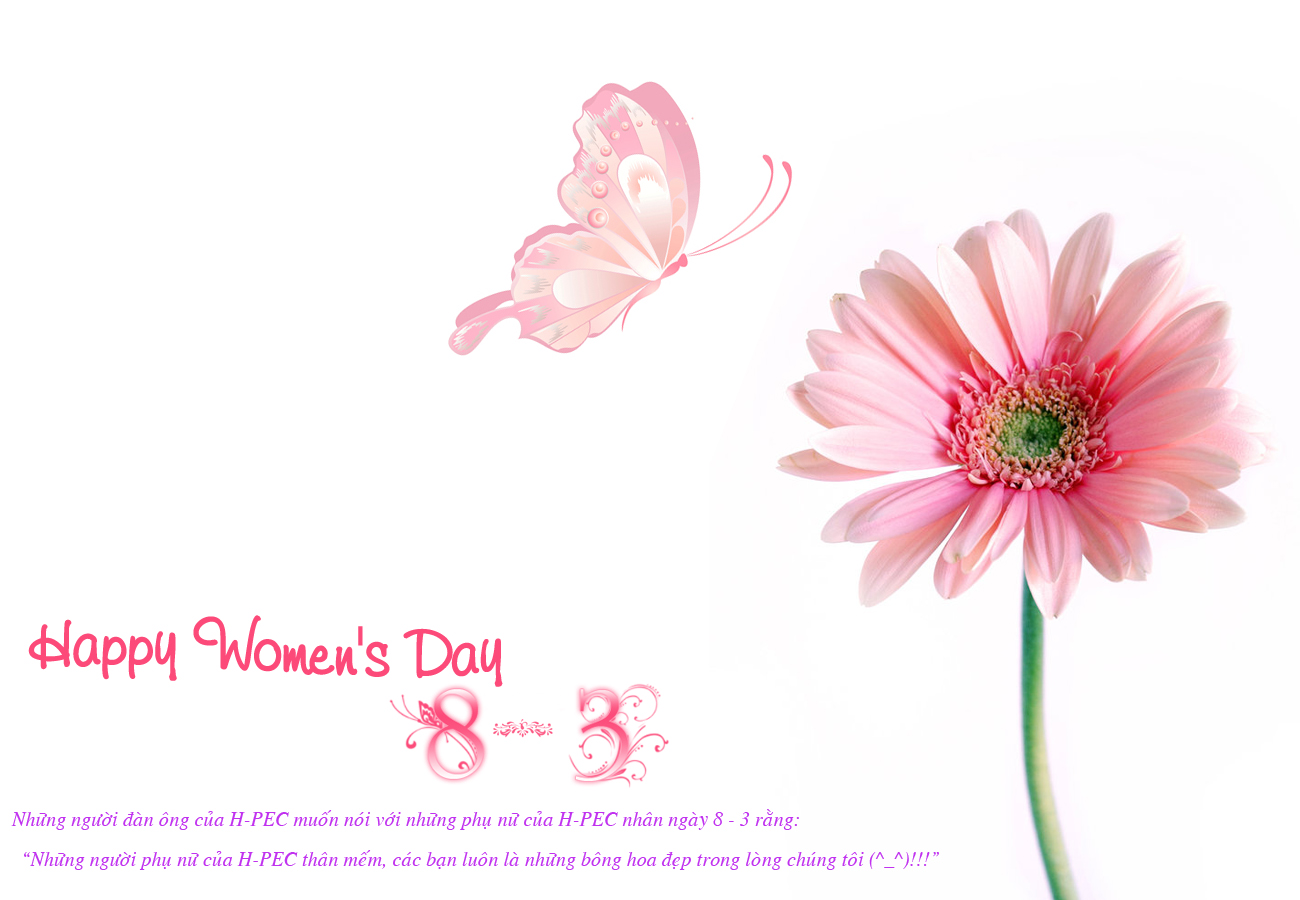 Happy Women's Day
8 - 3
Những người đàn ông của H-PEC muốn nói với những phụ nữ của H-PEC nhân ngày 8 - 3 rằng:
“Những người phụ nữ của H-PEC thân mếm, các bạn luôn là những bông hoa đẹp trong lòng chúng tôi (^_^)!!!”